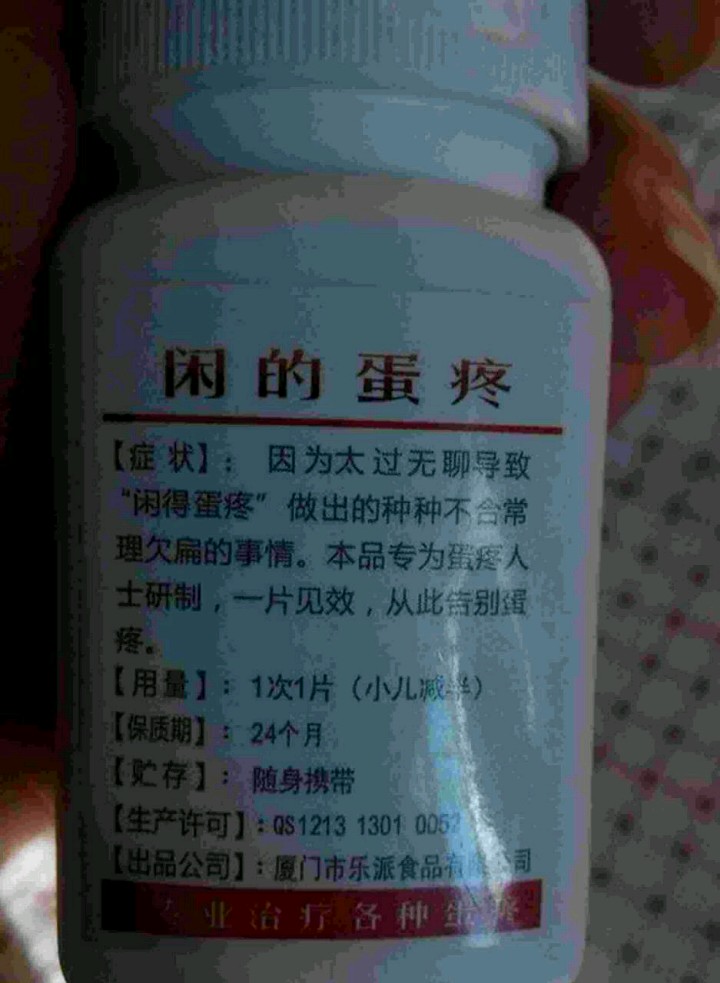 闲的蛋疼
【症 状】： 因为太过无聊导致
“闲得蛋疼” 做出的种种不合常
理欠扁的事情。本品专为蛋疼人
士研制，一片见效，从此告别蛋
疼。
【用 量】： 1次1片（小儿减半）
【保质期】： 24个月
【贮 存】： 随身携带
【生产许可】：QS1213 1301 0052
【出品公司】：厦门市乐派食品有限公司
专业治疗各种蛋疼